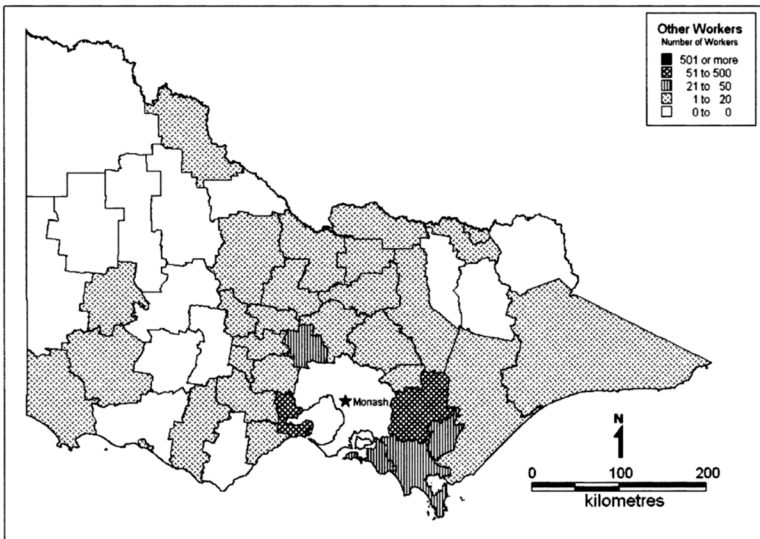 Other Workers
Number of Workers
501 or more
51 to 500
21 to 50
1 to 20
0 to 0
Monash
N
0 100 200
kilometres